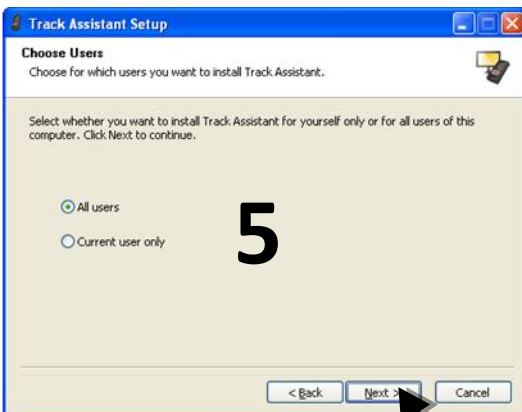 Track Assistant Setup
Choose Users
Choose for which users you want to install Track Assistant.
Select whether you want to install Track Assistant for yourself only or for all users of this
computer. Click Next to continue.
All users
5
Current user only
< Back Next > Cancel